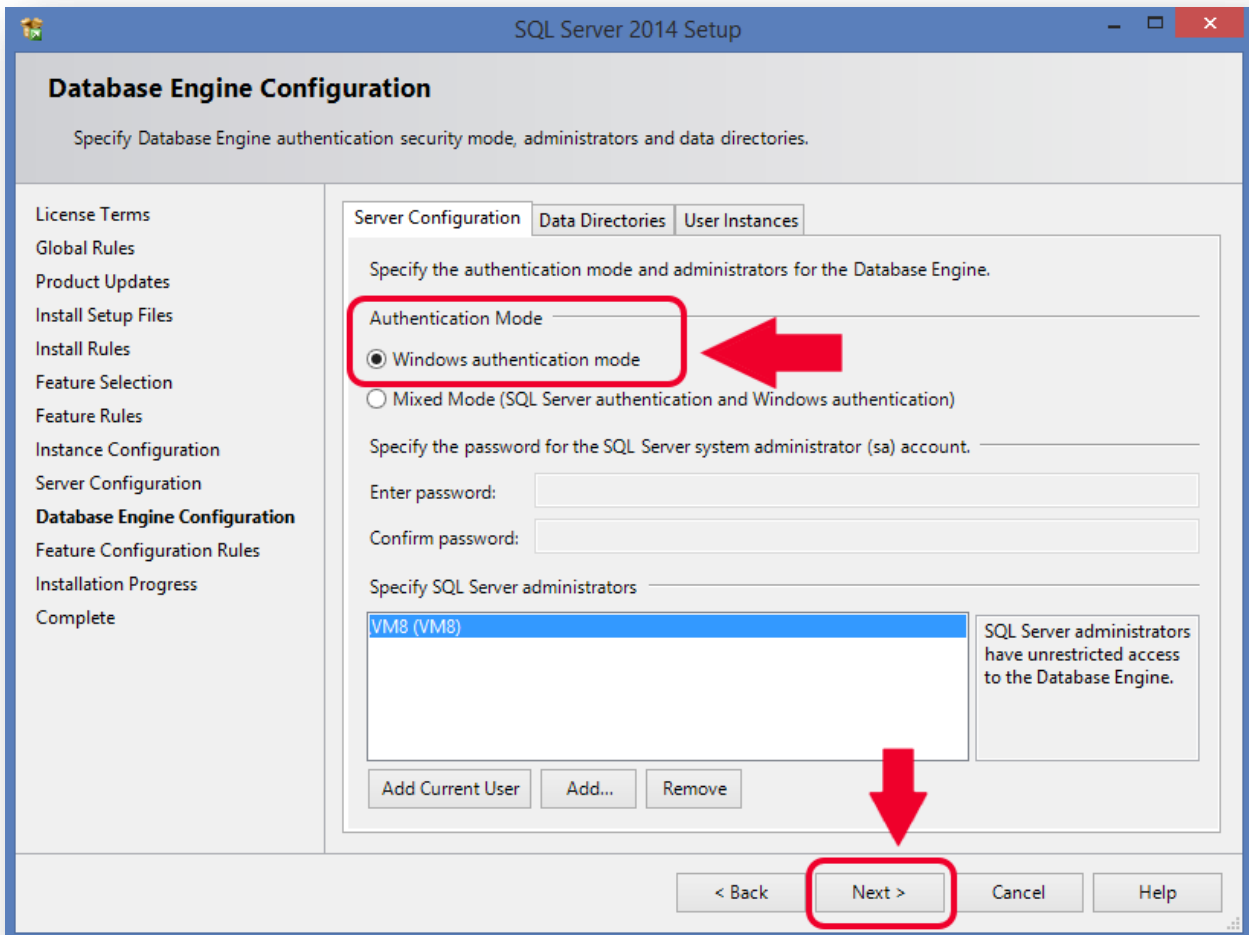 SQL Server 2014 Setup
Database Engine Configuration
Specify Database Engine authentication security mode, administrators and data directories.
License Terms
Global Rules
Product Updates
Install Setup Files
Install Rules
Feature Selection
Feature Rules
Instance Configuration
Server Configuration
Database Engine Configuration
Feature Configuration Rules
Installation Progress
Complete
Server Configuration
Data Directories
User Instances
Specify the authentication mode and administrators for the Database Engine.
Authentication Mode
Windows authentication mode
Mixed Mode (SQL Server authentication and Windows authentication)
Specify the password for the SQL Server system administrator (sa) account.
Enter password:
Confirm password:
Specify SQL Server administrators
VM8 (VM8)
SQL Server administrators
have unrestricted access
to the Database Engine.
Add Current User
Add...
Remove
< Back
Next >
Cancel
Help